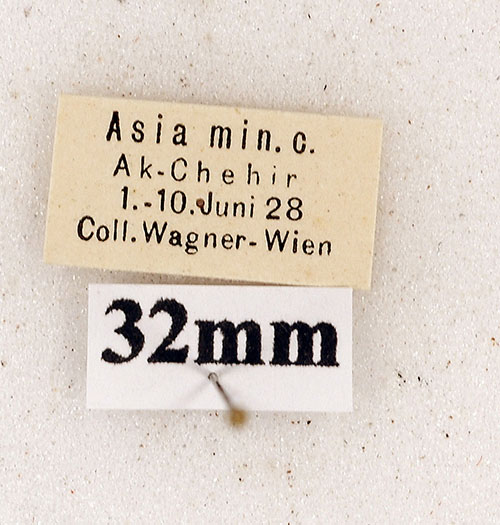 Asia min. c.
Ak-Chehir
1.-10. Juni 28
Coll. Wagner-Wien
32mm